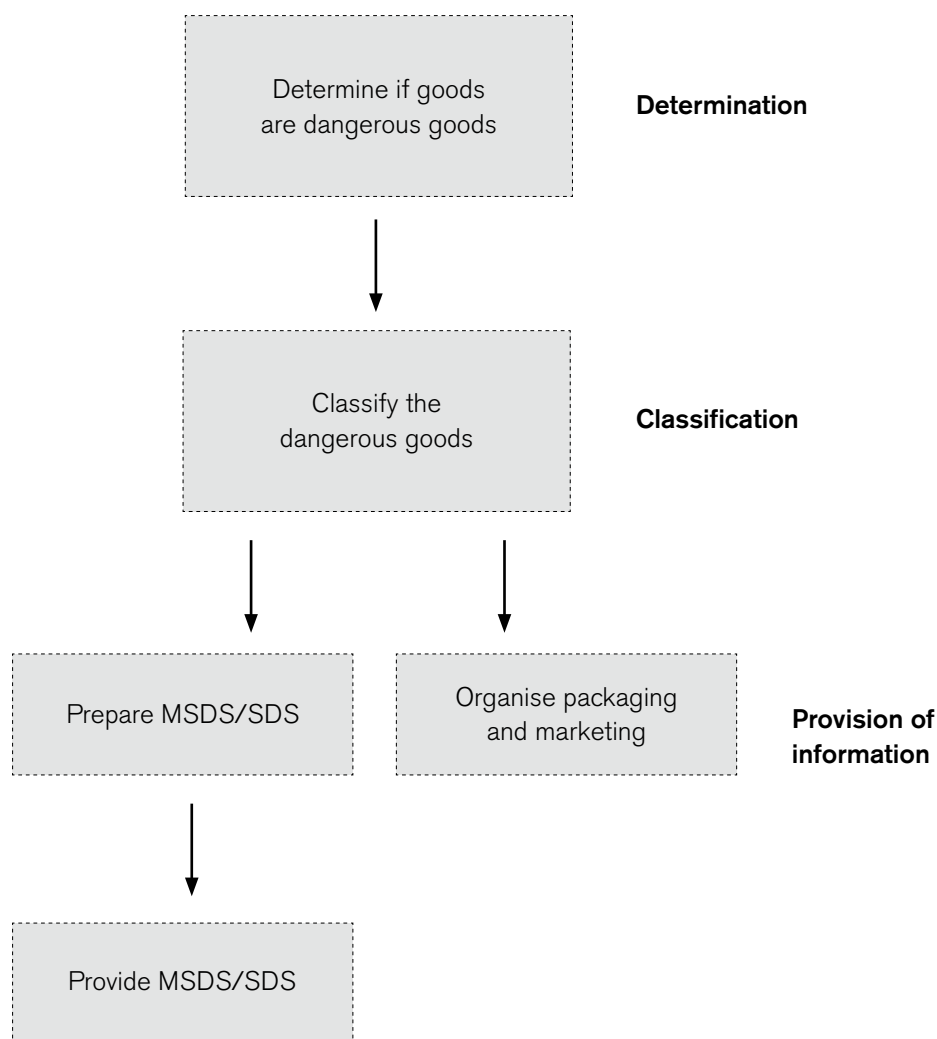 Determine if goods
are dangerous goods
Determination
Classify the
dangerous goods
Classification
Prepare MSDS/SDS
Organise packaging
and marketing
Provision of
information
Provide MSDS/SDS